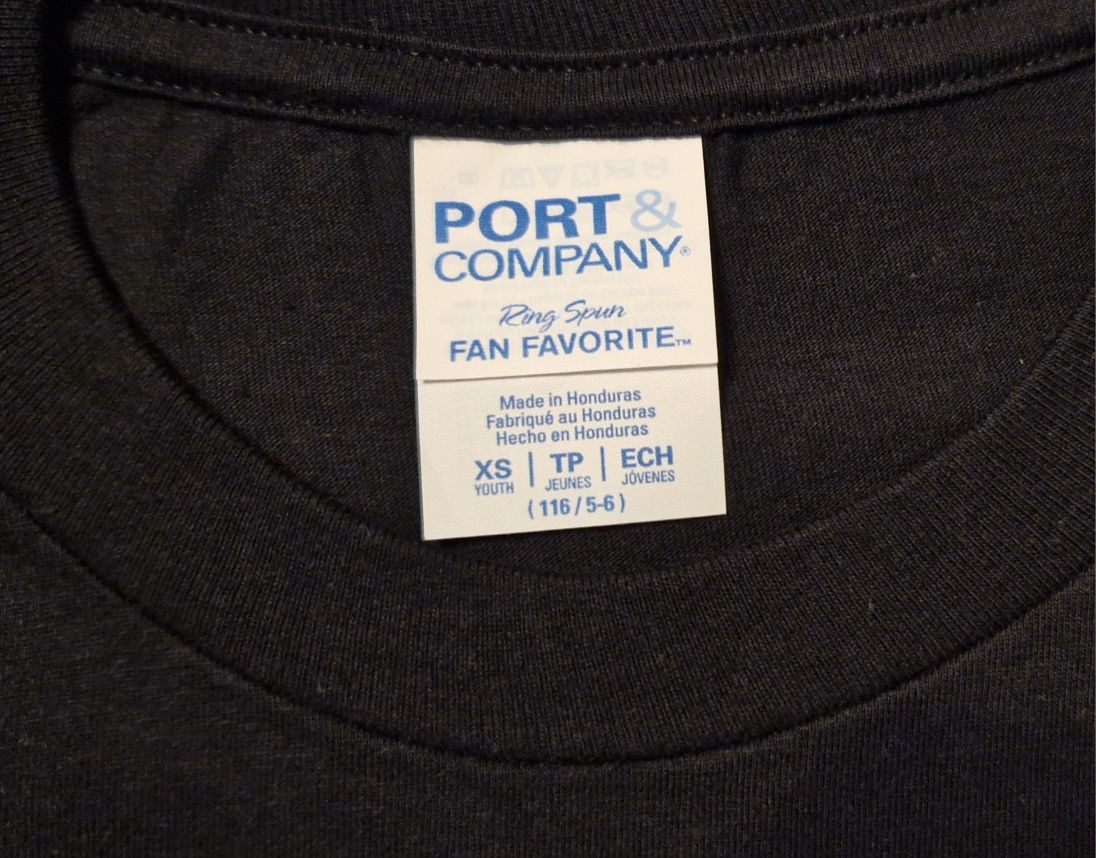 PORT &
COMPANY®
Ring Spun
FAN FAVORITE™
Made in Honduras
Fabriqué au Honduras
Hecho en Honduras
XS | TP | ECH
YOUTH JEUNES JÓVENES
( 116 / 5-6 )